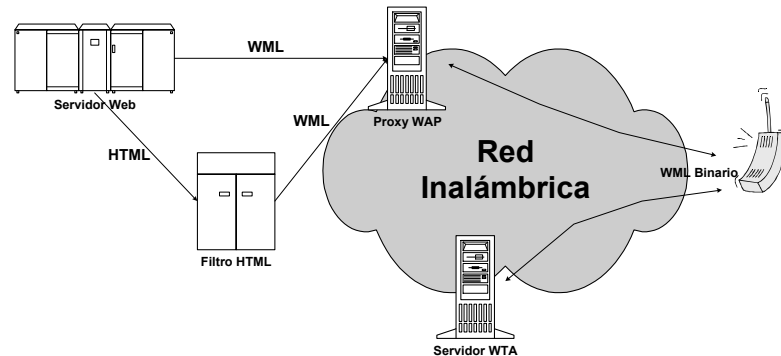 WML
Servidor Web
WML
HTML
Proxy WAP
Red
Inalámbrica
WML Binario
Filtro HTML
Servidor WTA